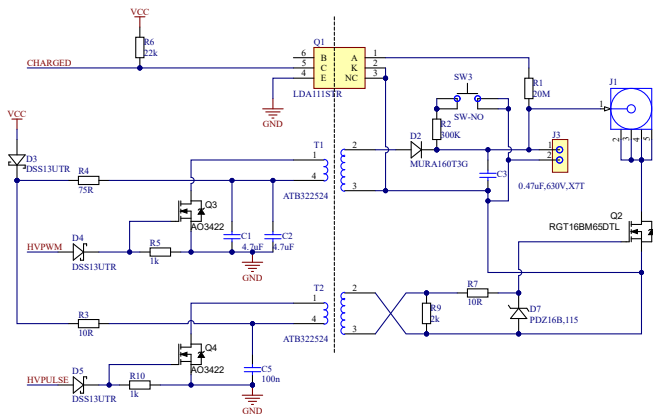 VCC
R6
22k
CHARGED
Q1
6 B A 1
5 C K 2
4 E NC 3
LDA111STR
GND
R1
20M
J1
1
2 3 4 5
SW3
SW-NO
R2
300K
D2
MURA160T3G
J3
1
2
C3
0.47uF,630V,X7T
VCC
D3
DSS13UTR
R4
75R
T1
1 2
4 3
ATB322524
Q3
AO3422
C1
4.7uF
C2
4.7uF
GND
HVPWM
D4
DSS13UTR
R5
1k
Q2
RGT16BM65DTL
R3
10R
T2
1 2
4 3
ATB322524
R9
2k
R7
10R
D7
PDZ16B,115
Q4
AO3422
C5
100n
GND
HVPULSE
D5
DSS13UTR
R10
1k